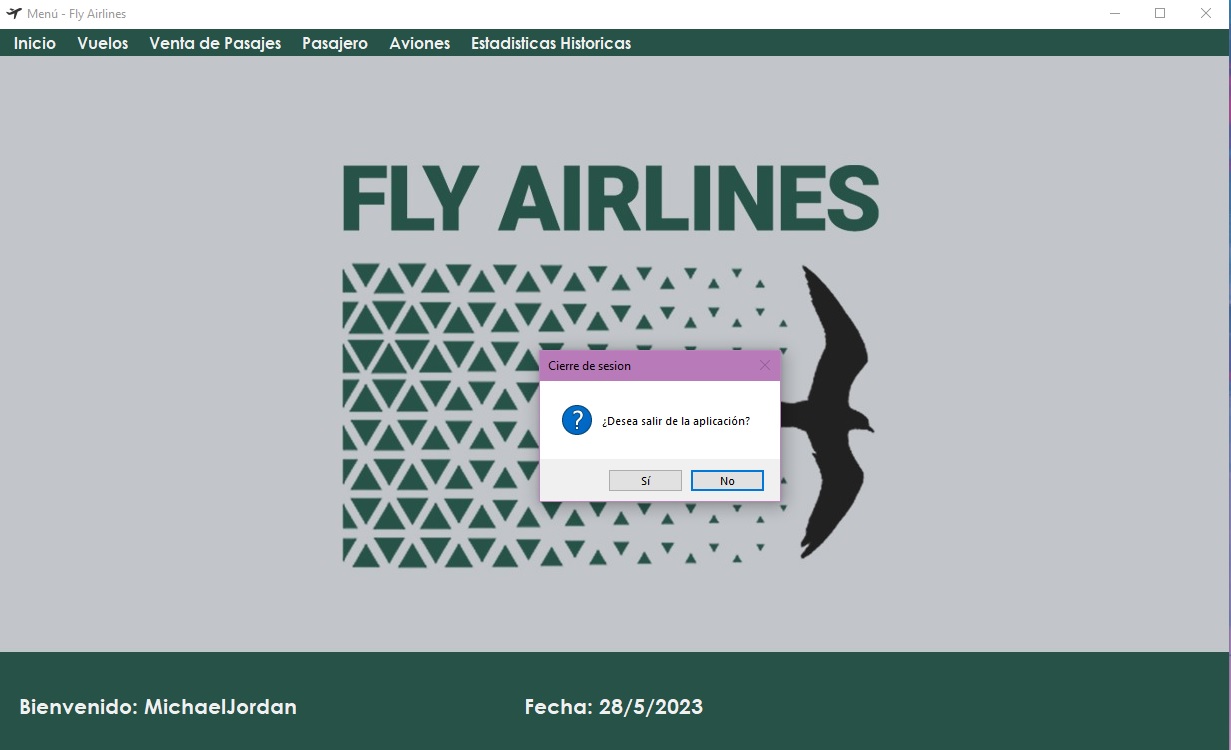 Menú - Fly Airlines
Inicio Vuelos Venta de Pasajes Pasajero Aviones Estadisticas Historicas
FLY AIRLINES
Cierre de sesion
?
¿Desea salir de la aplicación?
Sí No
Bienvenido: MichaelJordan Fecha: 28/5/2023